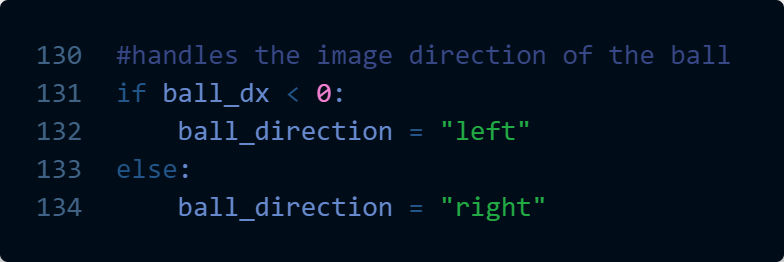 130 #handles the image direction of the ball
131 if ball_dx < 0:
132     ball_direction = "left"
133 else:
134     ball_direction = "right"